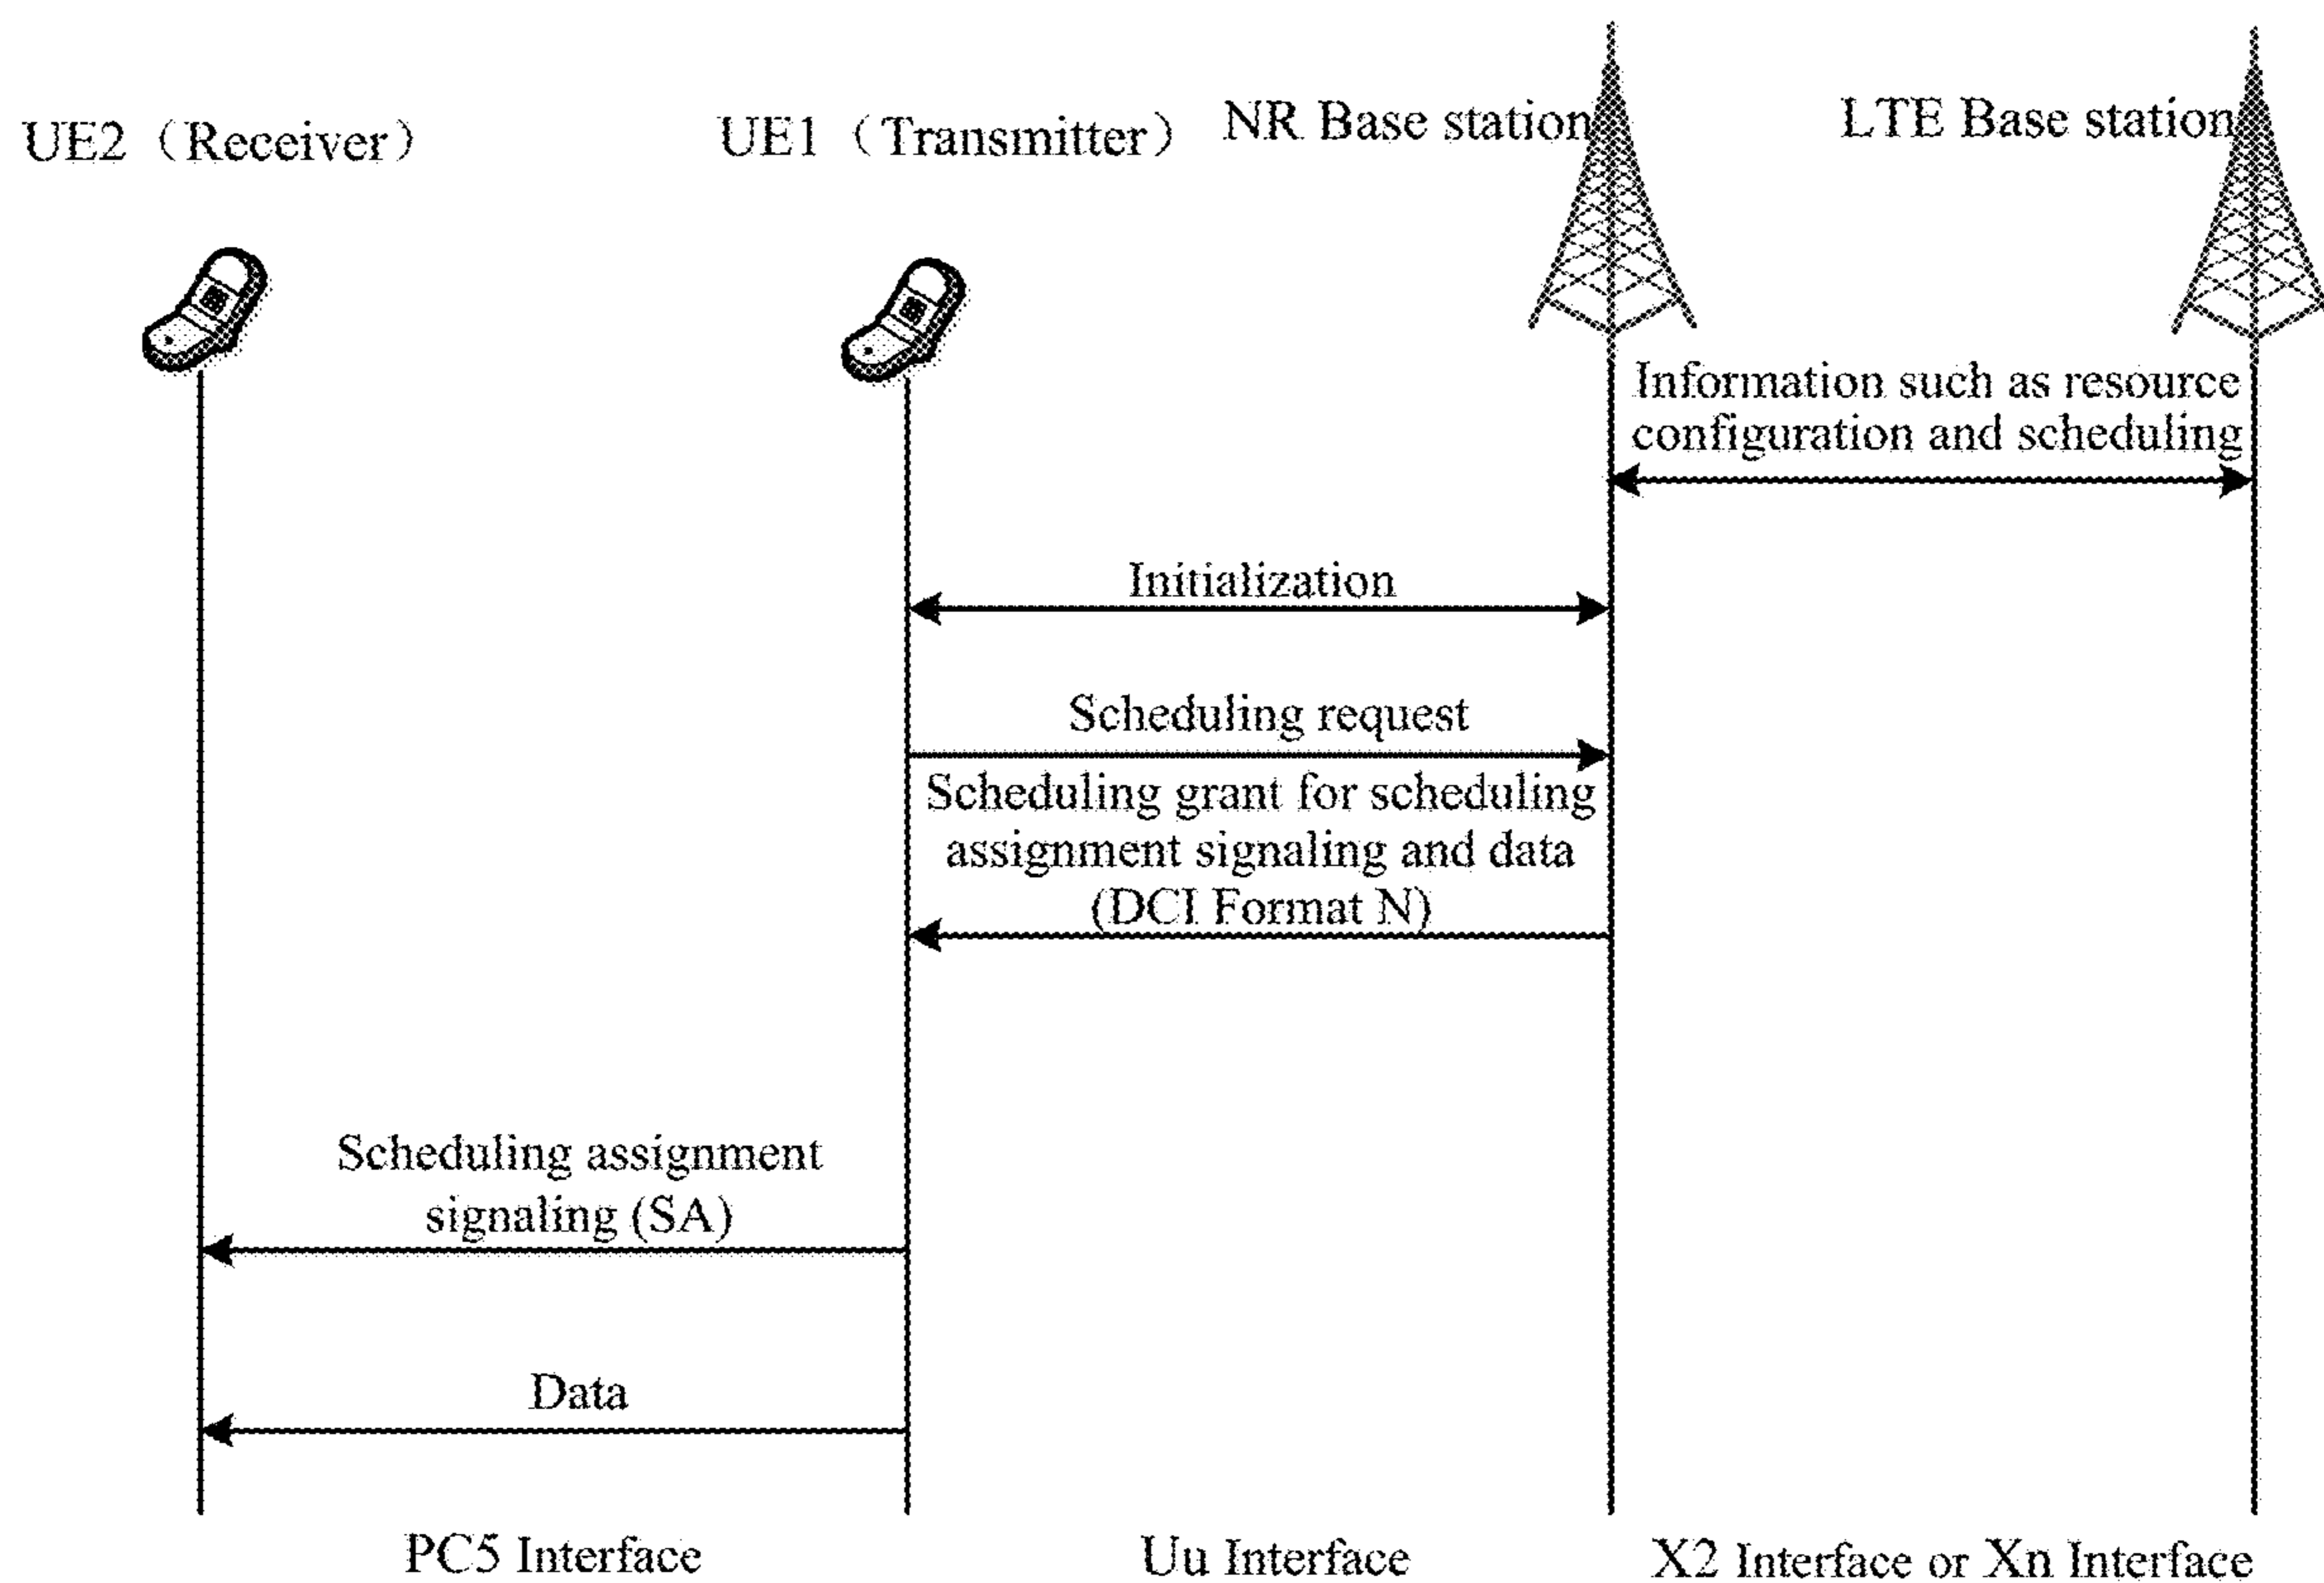 UE2（Receiver）
UE1（Transmitter）
NR Base station
LTE Base station
Information such as resource
configuration and scheduling
Initialization
Scheduling request
Scheduling grant for scheduling
assignment signaling and data
(DCI Format N)
Scheduling assignment
signaling (SA)
Data
PC5 Interface
Uu Interface
X2 Interface or Xn Interface